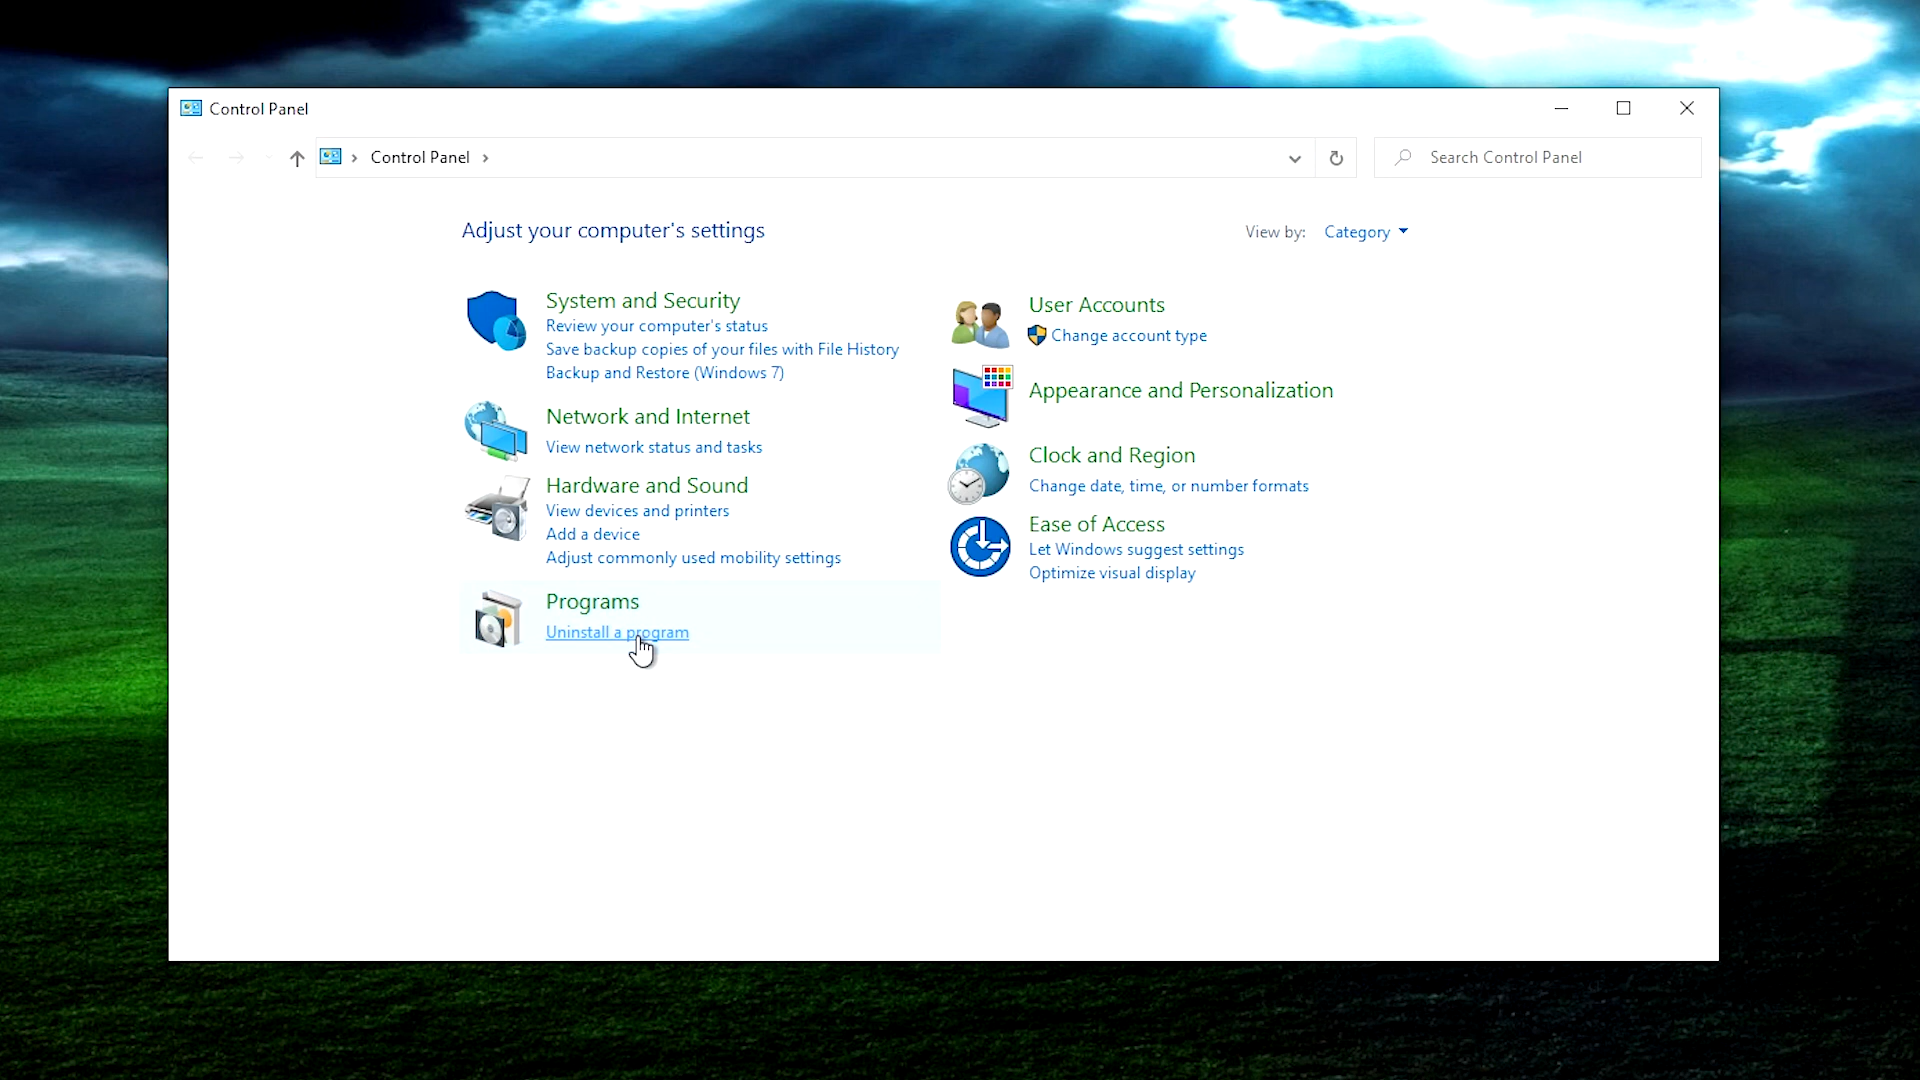 Control Panel
Control Panel
Search Control Panel
Adjust your computer's settings
View by: Category
System and Security
Review your computer's status
Save backup copies of your files with File History
Backup and Restore (Windows 7)
Network and Internet
View network status and tasks
Hardware and Sound
View devices and printers
Add a device
Adjust commonly used mobility settings
Programs
Uninstall a program
User Accounts
Change account type
Appearance and Personalization
Clock and Region
Change date, time, or number formats
Ease of Access
Let Windows suggest settings
Optimize visual display